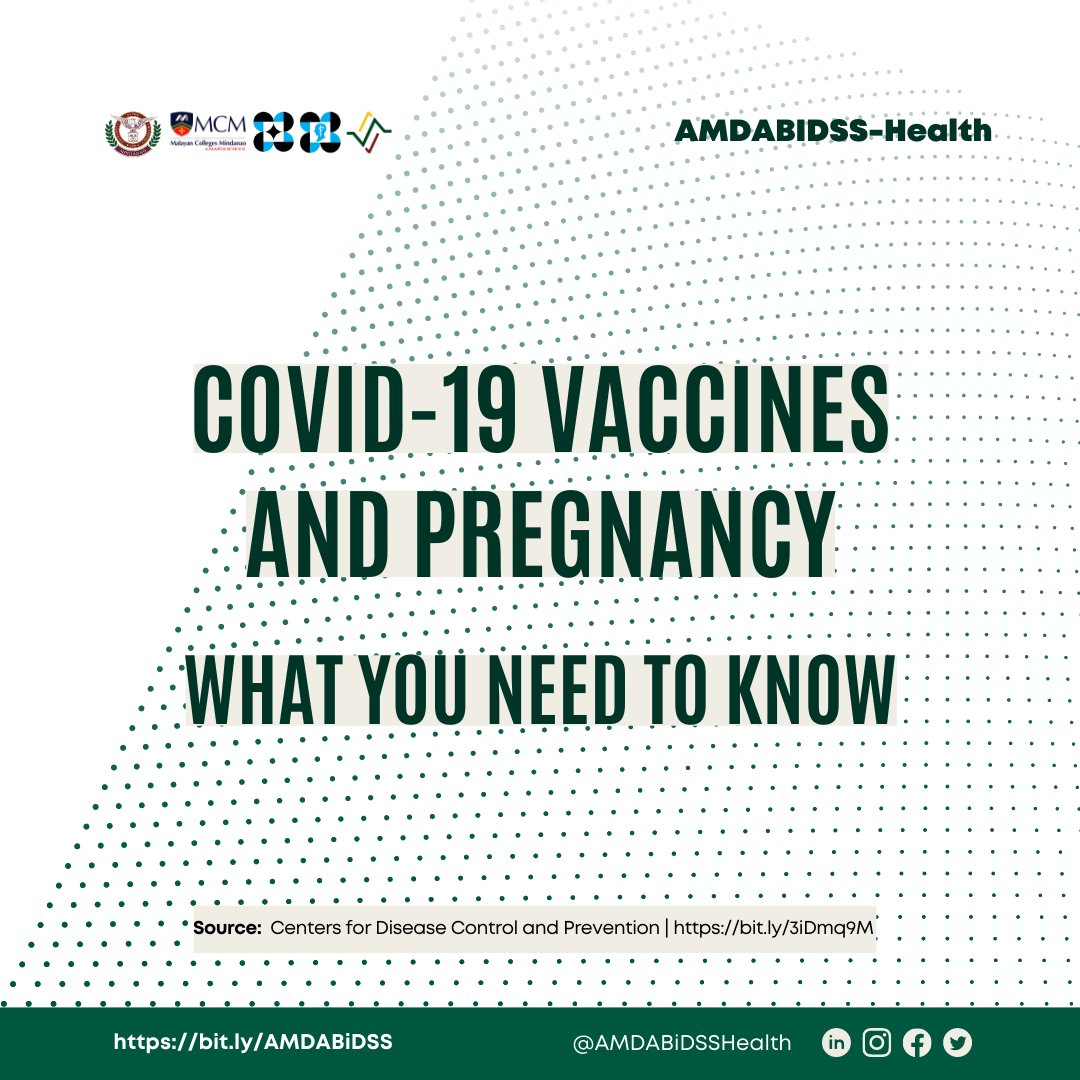 MCM
Malayan Colleges Mindanao
AMDABIDSS-Health
COVID-19 VACCINES
AND PREGNANCY
WHAT YOU NEED TO KNOW
Source: Centers for Disease Control and Prevention | https://bit.ly/3iDmq9M
https://bit.ly/AMDABiDSS
@AMDABiDSSHealth